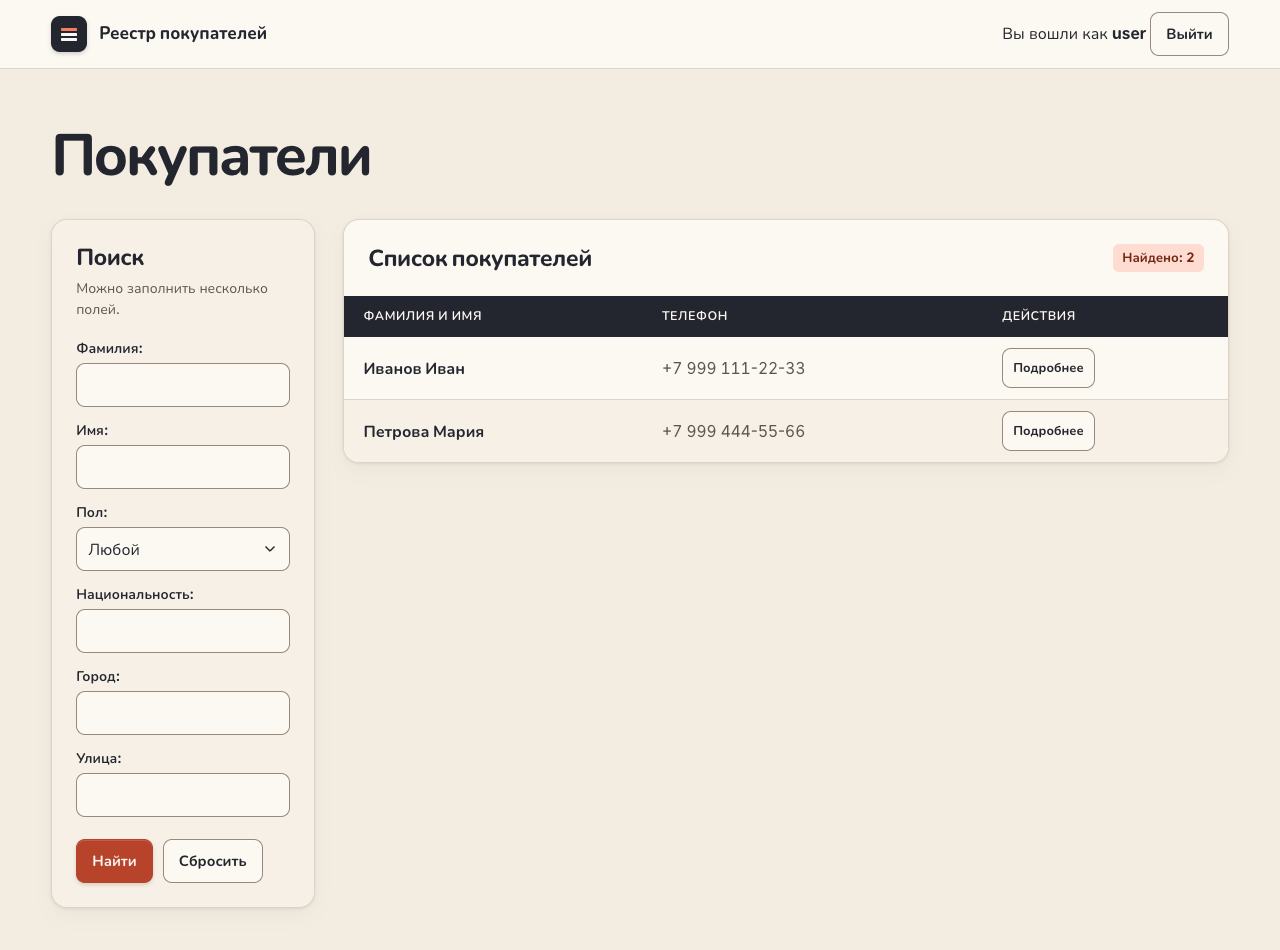 Реестр покупателей
Вы вошли как user Выйти
Покупатели
Поиск
Можно заполнить несколько
полей.
Фамилия:
Имя:
Пол:
Любой
Национальность:
Город:
Улица:
Найти Сбросить
Список покупателей
Найдено: 2
ФАМИЛИЯ И ИМЯ ТЕЛЕФОН ДЕЙСТВИЯ
Иванов Иван +7 999 111-22-33 Подробнее
Петрова Мария +7 999 444-55-66 Подробнее